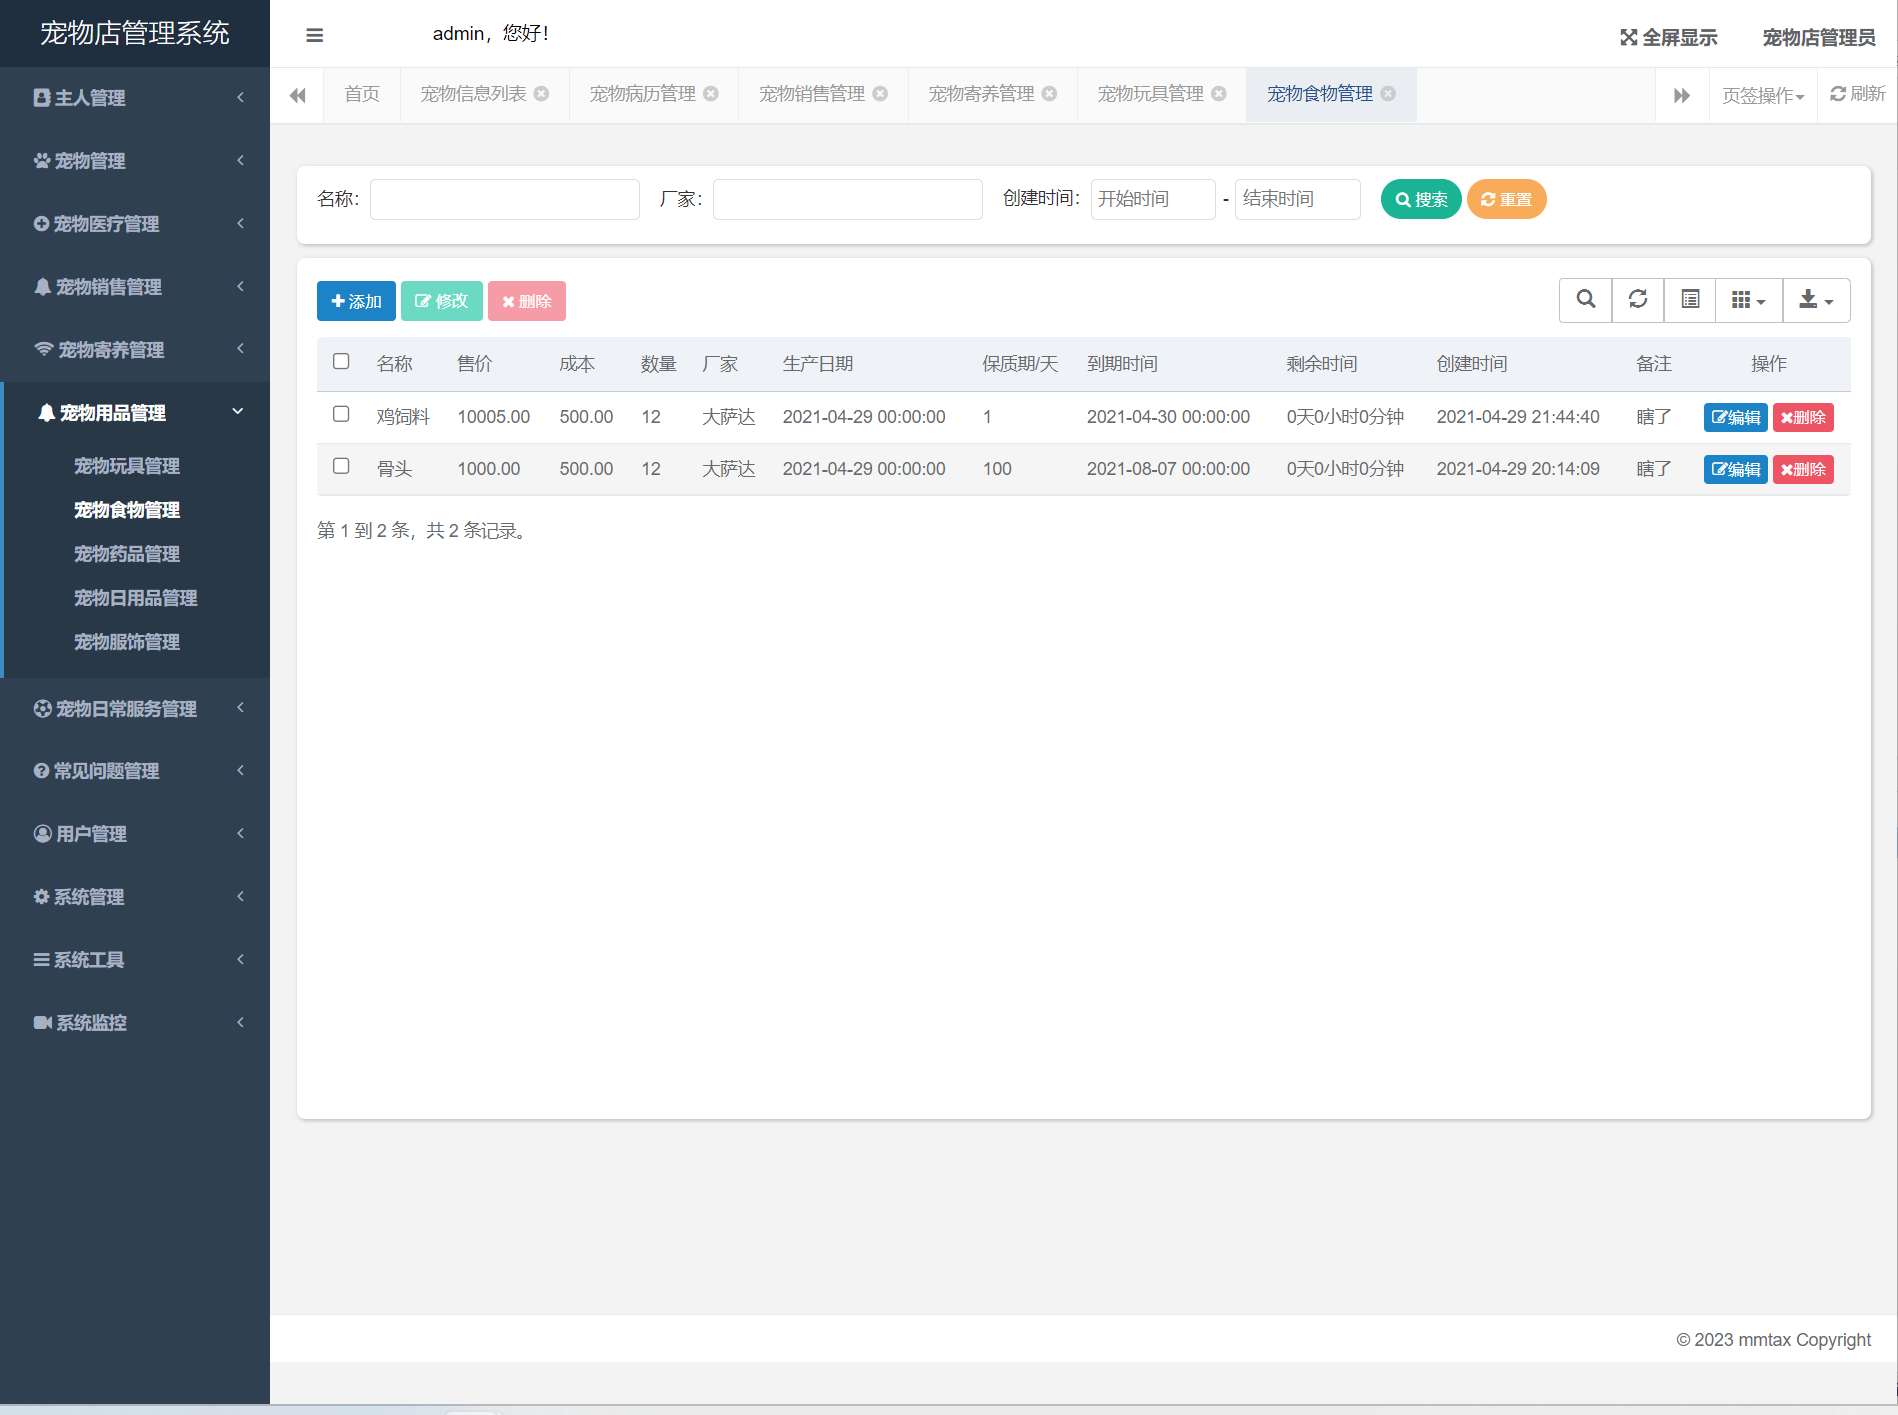 宠物店管理系统
admin，您好！
全屏显示
宠物店管理员
首页
宠物信息列表
宠物病历管理
宠物销售管理
宠物寄养管理
宠物玩具管理
宠物食物管理
页签操作
刷新
主人管理
宠物管理
宠物医疗管理
宠物销售管理
宠物寄养管理
宠物用品管理
宠物玩具管理
宠物食物管理
宠物药品管理
宠物日用品管理
宠物服饰管理
宠物日常服务管理
常见问题管理
用户管理
系统管理
系统工具
系统监控
名称： 厂家： 创建时间： 开始时间 - 结束时间 搜索 重置
添加 修改 删除
名称 售价 成本 数量 厂家 生产日期 保质期/天 到期时间 剩余时间 创建时间 备注 操作
鸡饲料 10005.00 500.00 12 大萨达 2021-04-29 00:00:00 1 2021-04-30 00:00:00 0天0小时0分钟 2021-04-29 21:44:40 瞎了 编辑 删除
骨头 1000.00 500.00 12 大萨达 2021-04-29 00:00:00 100 2021-08-07 00:00:00 0天0小时0分钟 2021-04-29 20:14:09 瞎了 编辑 删除
第 1 到 2 条，共 2 条记录。
© 2023 mmtax Copyright